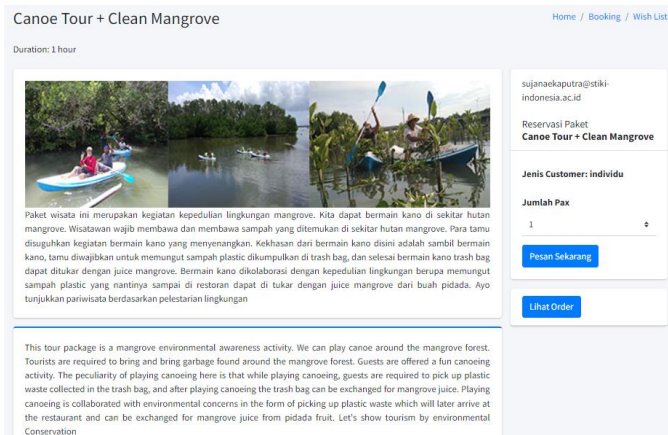 Canoe Tour + Clean Mangrove
Home / Booking / Wish List
Duration: 1 hour
Paket wisata ini merupakan kegiatan kepedulian lingkungan mangrove. Kita dapat bermain kano di sekitar hutan
mangrove. Wisatawan wajib membawa dan membawa sampah yang ditemukan di sekitar hutan mangrove. Para tamu
disuguhkan kegiatan bermain kano yang menyenangkan. Kekhasan dari bermain kano disini adalah sambil bermain
kano, tamu diwajibkan untuk memungut sampah plastic dikumpulkan di trash bag, dan selesai bermain kano trash bag
dapat ditukar dengan juice mangrove. Bermain kano dikolaborasi dengan kepedulian lingkungan berupa memungut
sampah plastic yang nantinya sampai di restoran dapat di tukar dengan juice mangrove dari buah pidada. Ayo
tunjukkan pariwisata berdasarkan pelestarian lingkungan
This tour package is a mangrove environmental awareness activity. We can play canoe around the mangrove forest.
Tourists are required to bring and bring garbage found around the mangrove forest. Guests are offered a fun canoeing
activity. The peculiarity of playing canoeing here is that while playing canoeing, guests are required to pick up plastic
waste collected in the trash bag, and after playing canoeing the trash bag can be exchanged for mangrove juice. Playing
canoeing is collaborated with environmental concerns in the form of picking up plastic waste which will later arrive at
the restaurant and can be exchanged for mangrove juice from pidada fruit. Let's show tourism by environmental
Conservation
sujanaekaputra@stiki-
indonesia.ac.id
Reservasi Paket
Canoe Tour + Clean Mangrove
Jenis Customer: individu
Jumlah Pax
1
Pesan Sekarang
Lihat Order